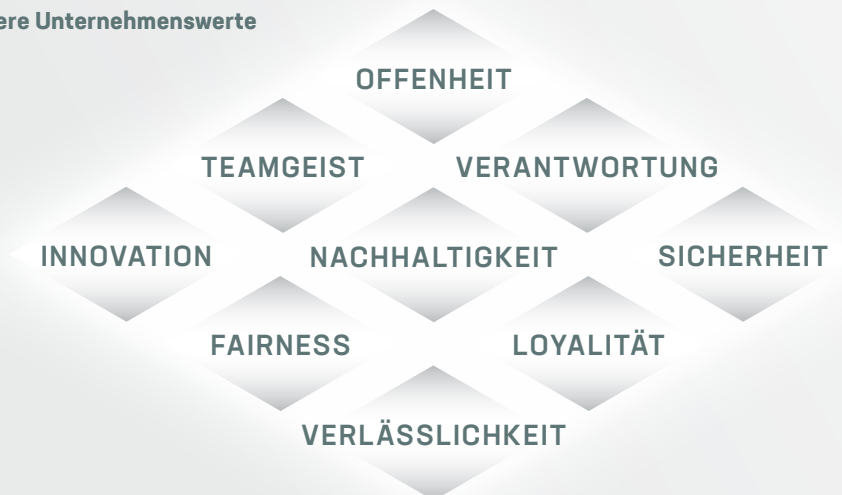 ere Unternehmenswerte
OFFENHEIT
TEAMGEIST VERANTWORTUNG
INNOVATION NACHHALTIGKEIT SICHERHEIT
FAIRNESS LOYALITÄT
VERLÄSSLICHKEIT